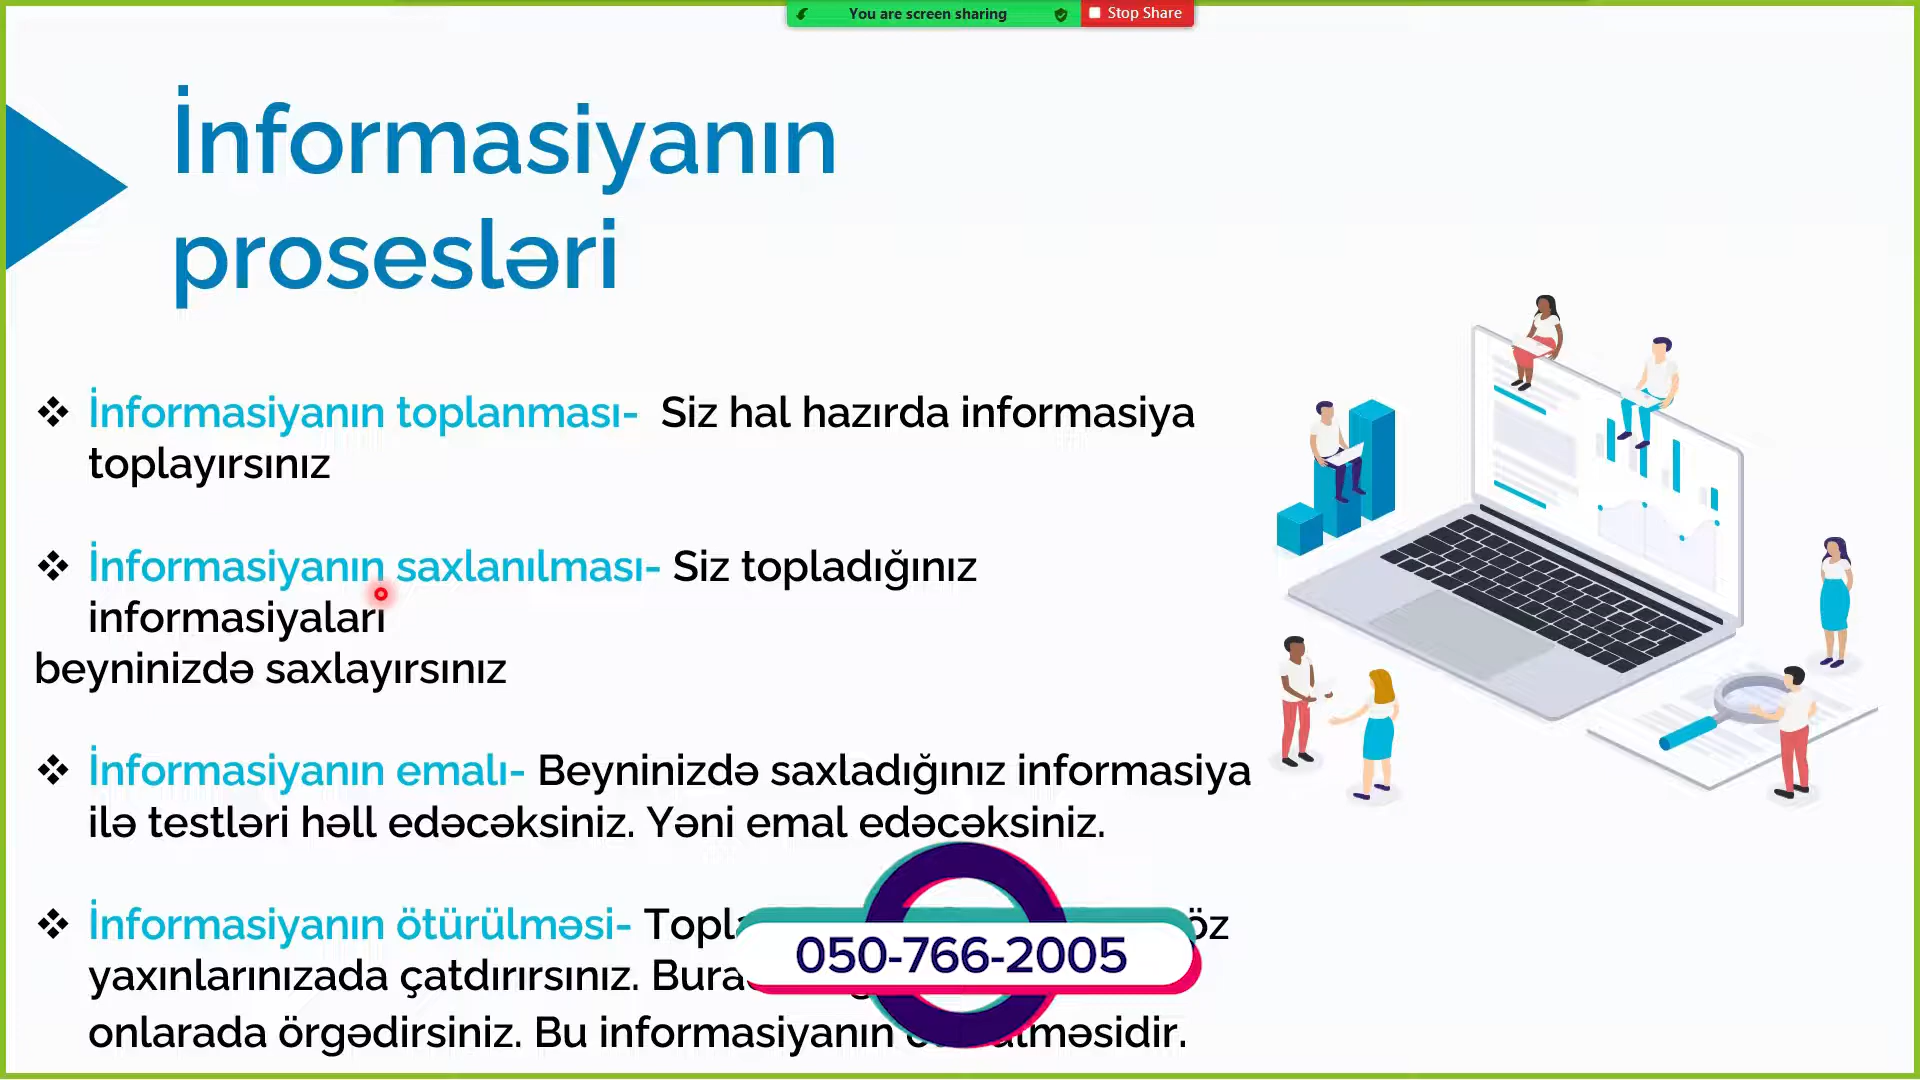 You are screen sharing
Stop Share
İnformasiyanın
prosesləri
❖ İnformasiyanın toplanması- Siz hal hazırda informasiya
toplayırsınız
❖ İnformasiyanın saxlanılması- Siz topladığınız
informasiyaları
beyninizdə saxlayırsınız
❖ İnformasiyanın emalı- Beyninizdə saxladığınız informasiya
ilə testləri həll edəcəksiniz. Yəni emal edəcəksiniz.
❖ İnformasiyanın ötürülməsi- öz
yaxınlarınızada çatdırırsınız.
onlarada örgədirsiniz. Bu informasiyanın
050-766-2005